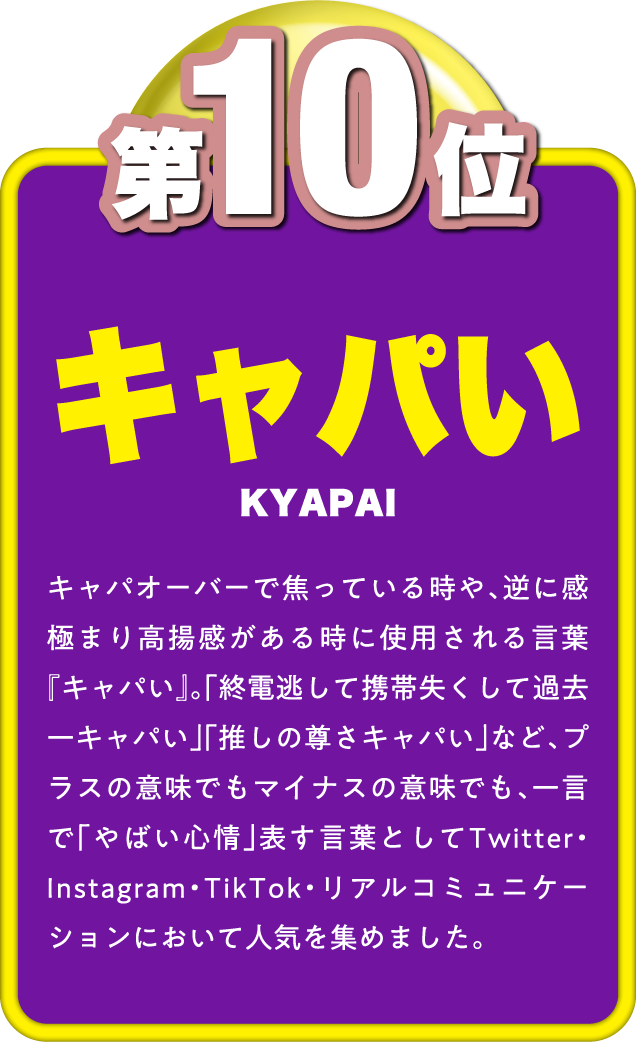 第10位
キャパい
KYAPAI
キャパオーバーで焦っている時や、逆に感
極まり高揚感がある時に使用される言葉
『キャパい』。「終電逃して携帯失くして過去
一キャパい」「推しの尊さキャパい」など、プ
ラスの意味でもマイナスの意味でも、一言
で「やばい心情」表す言葉としてTwitter・
Instagram・TikTok・リアルコミュニケー
ションにおいて人気を集めました。